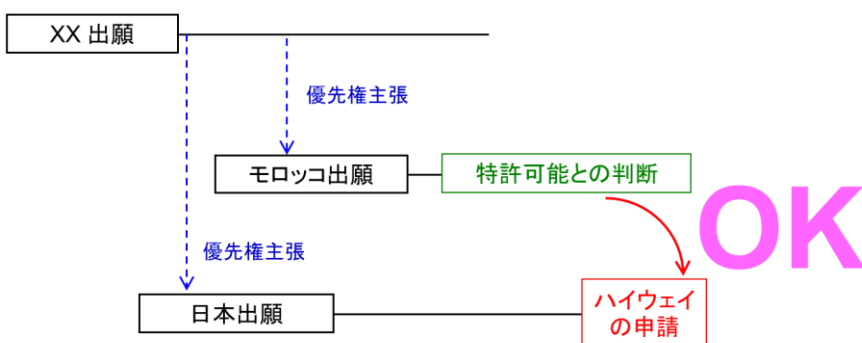 XX 出願
優先権主張
モロッコ出願
特許可能との判断
OK
優先権主張
日本出願
ハイウェイ
の申請